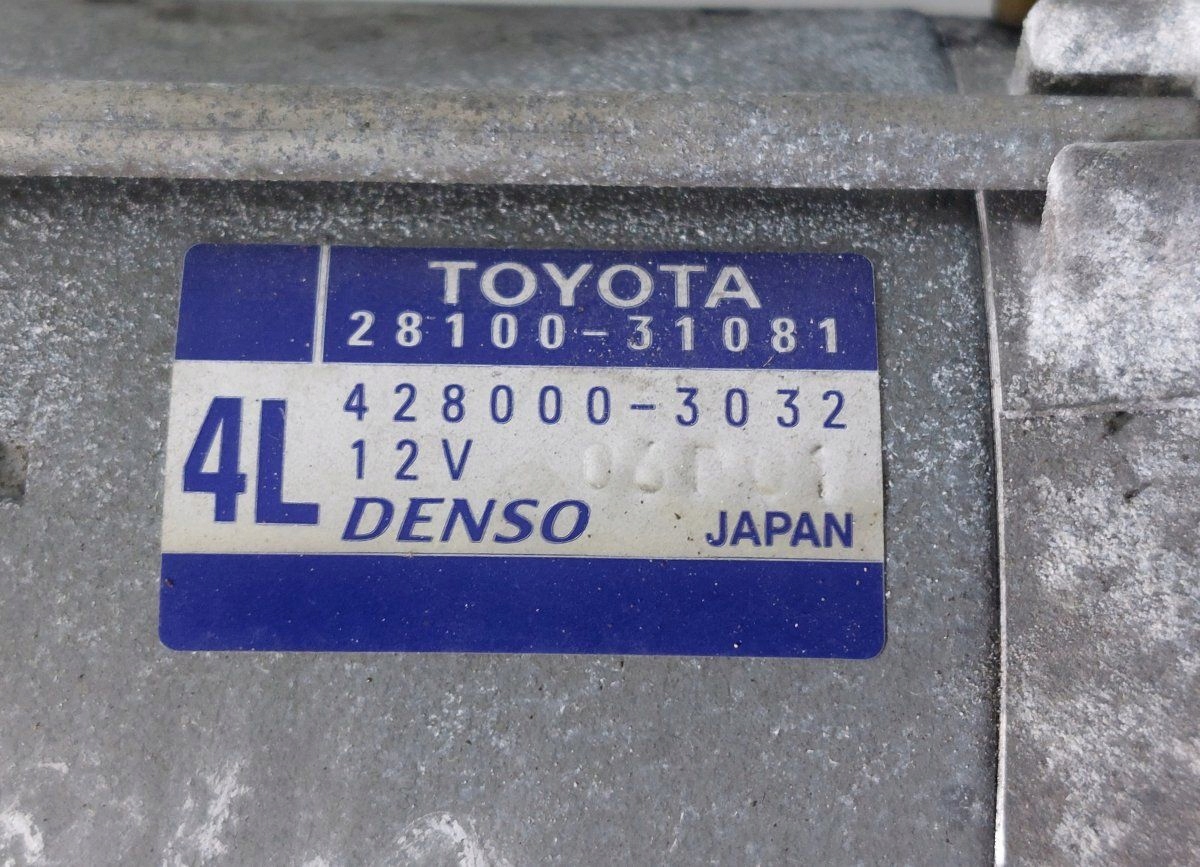 TOYOTA
28100-31081
4L
428000-3032
12V
DENSO JAPAN